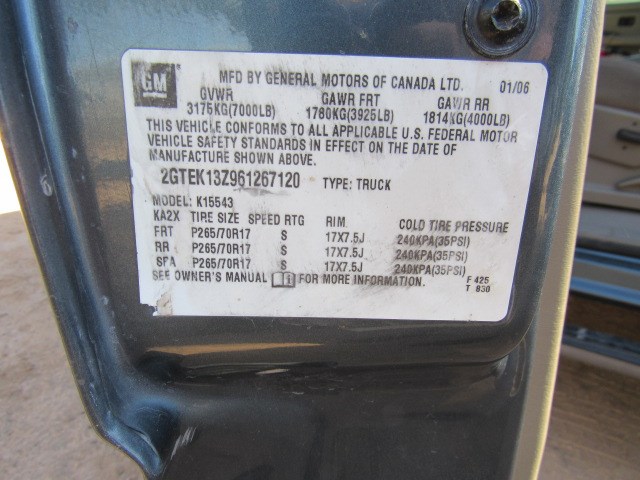 GM
MFD BY GENERAL MOTORS OF CANADA LTD. 01/06
GVWR GAWR FRT GAWR RR
3175KG(7000LB) 1780KG(3925LB) 1814KG(4000LB)
THIS VEHICLE CONFORMS TO ALL APPLICABLE U.S. FEDERAL MOTOR
VEHICLE SAFETY STANDARDS IN EFFECT ON THE DATE OF
MANUFACTURE SHOWN ABOVE.
2GTEK13Z961267120 TYPE: TRUCK
MODEL: K15543
KA2X TIRE SIZE SPEED RTG RIM COLD TIRE PRESSURE
FRT P265/70R17 S 17X7.5J 240KPA(35PSI)
RR P265/70R17 S 17X7.5J 240KPA(35PSI)
SPA P265/70R17 S 17X7.5J 240KPA(35PSI)
SEE OWNER'S MANUAL FOR MORE INFORMATION.
F 425
T 830